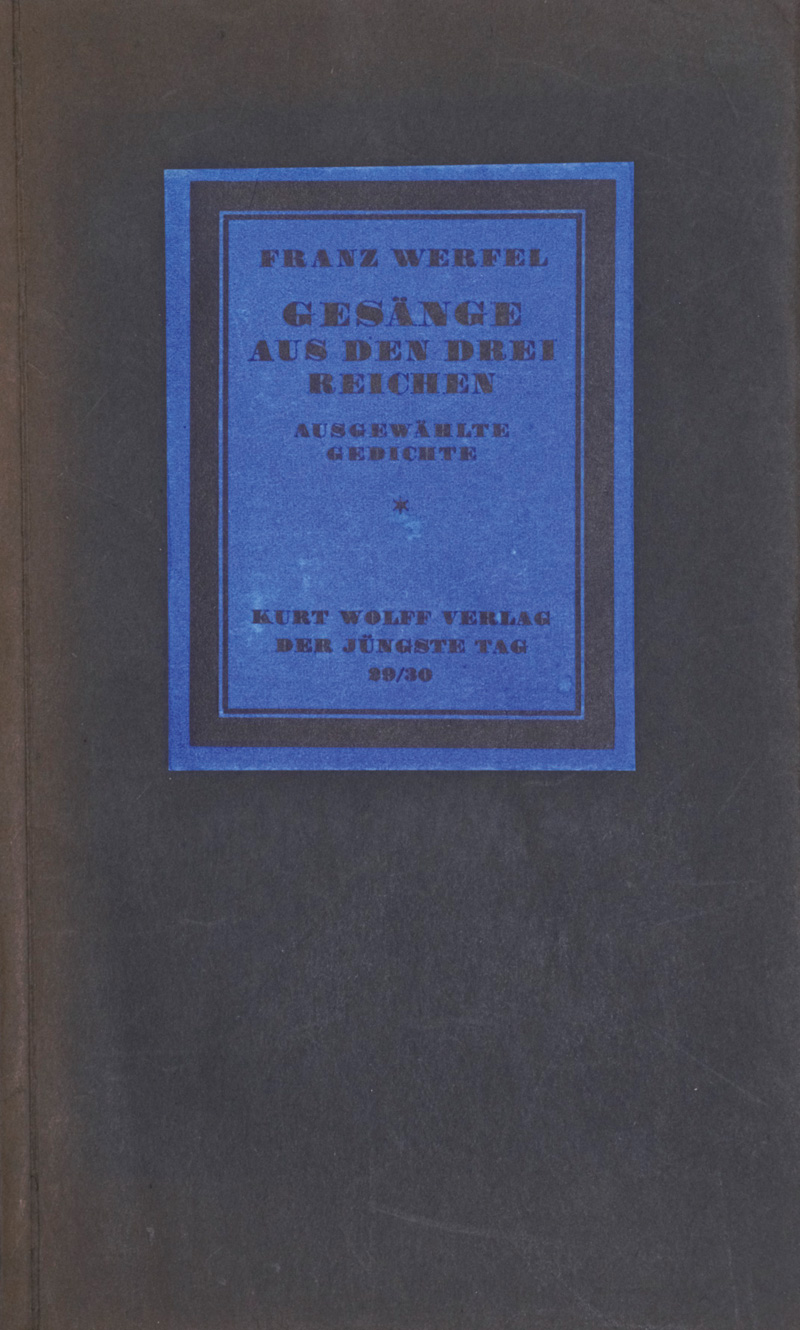 FRANZ WERFEL
GESÄNGE
AUS DEN DREI
REICHEN
AUSGEWÄHLTE
GEDICHTE
*
KURT WOLFF VERLAG
DER JÜNGSTE TAG
29/30